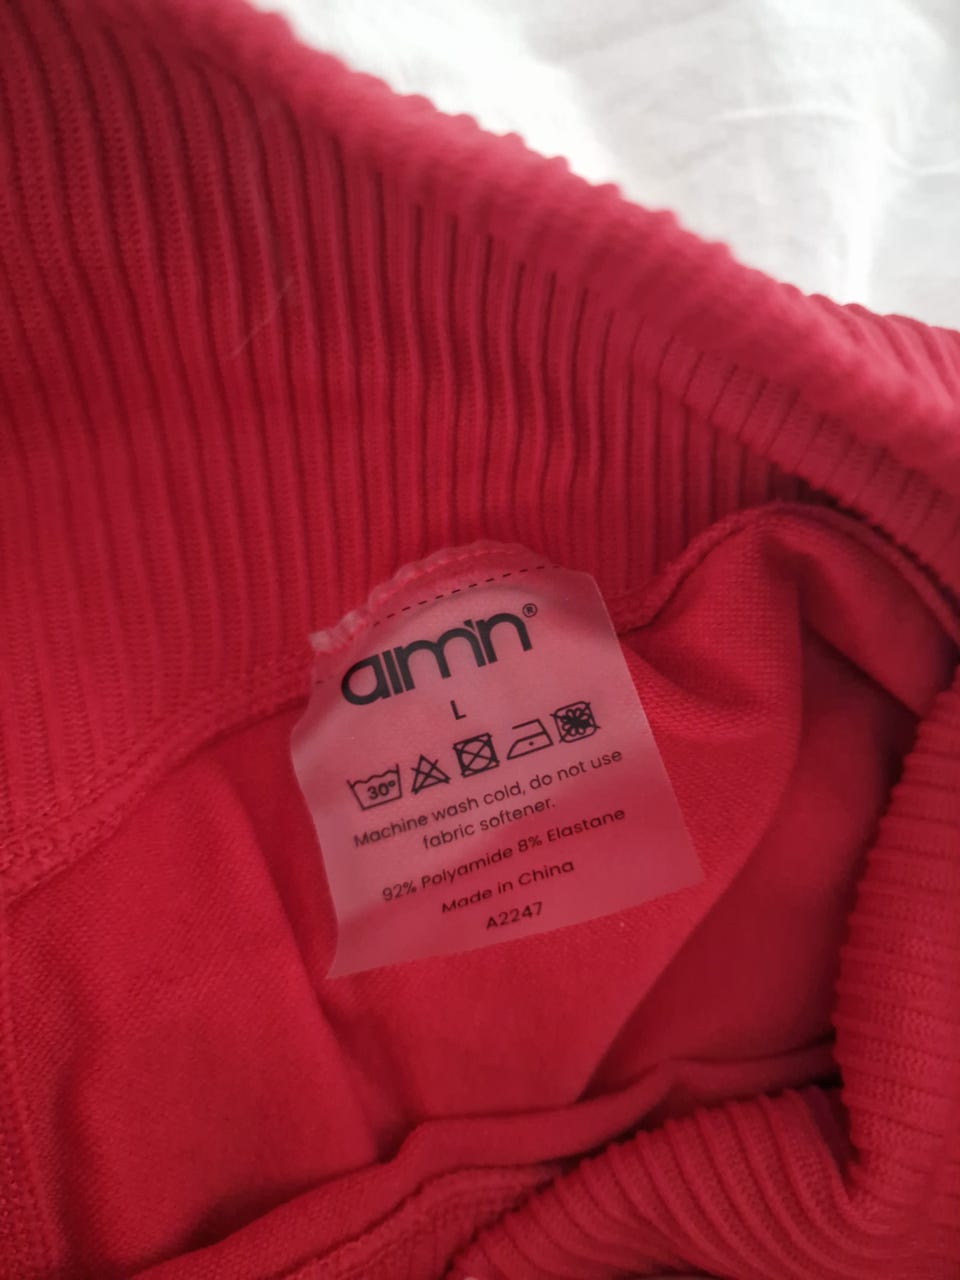 aim'n®
L
30°
Machine wash cold, do not use
fabric softener.
92% Polyamide 8% Elastane
Made in China
A2247